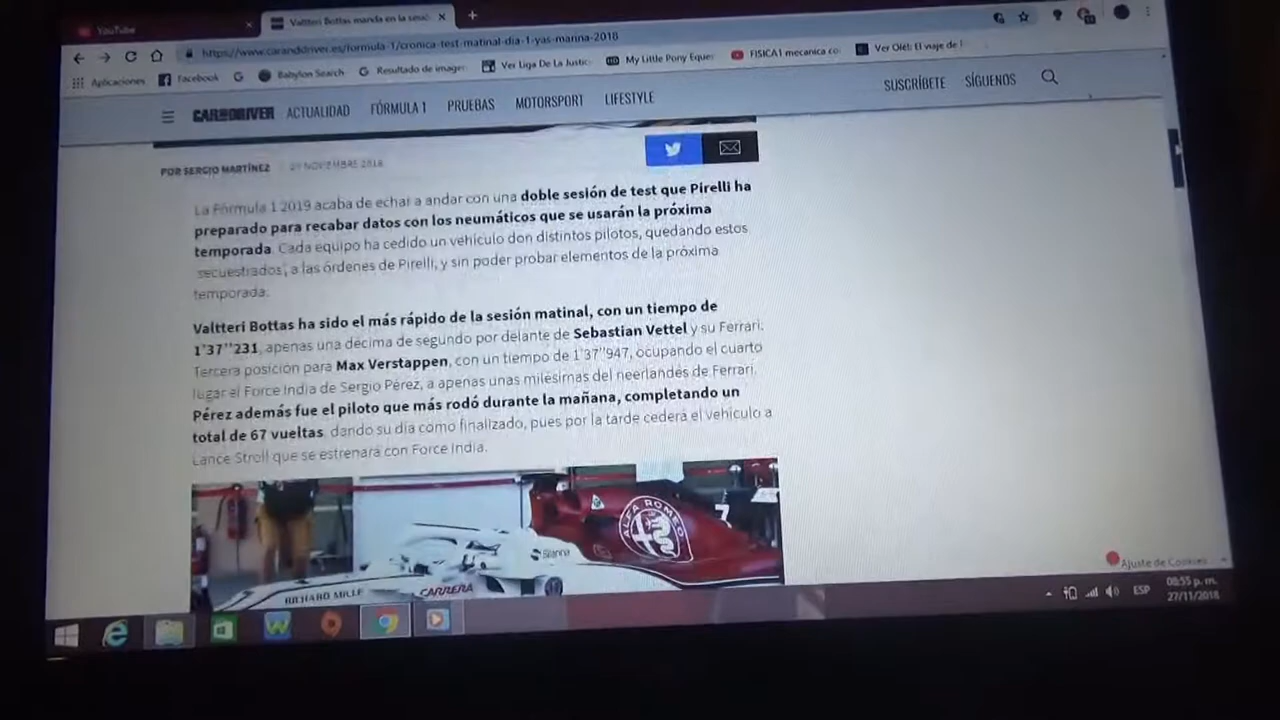 YouTube
Valtteri Bottas manda en la sesió
https://www.caranddriver.es/formula-1/cronica-test-matinal-dia-1-yas-marina-2018
Aplicaciones Facebook Babylon Search Resultado de imagen Ver Liga De La Justic My Little Pony Eques FISICA1 mecanica co Ver Olé!: El viaje de
CAR AND DRIVER ACTUALIDAD FÓRMULA 1 PRUEBAS MOTORSPORT LIFESTYLE SUSCRÍBETE SÍGUENOS
POR SERGIO MARTÍNEZ 27 NOVIEMBRE 2018
La Fórmula 1 2019 acaba de echar a andar con una doble sesión de test que Pirelli ha
preparado para recabar datos con los neumáticos que se usarán la próxima
temporada. Cada equipo ha cedido un vehículo don distintos pilotos, quedando estos
'secuestrados', a las órdenes de Pirelli, y sin poder probar elementos de la próxima
temporada.
Valtteri Bottas ha sido el más rápido de la sesión matinal, con un tiempo de
1'37''231, apenas una décima de segundo por delante de Sebastian Vettel y su Ferrari.
Tercera posición para Max Verstappen, con un tiempo de 1'37''947, ocupando el cuarto
lugar el Force India de Sergio Pérez, a apenas unas milésimas del neerlandés de Ferrari.
Pérez además fue el piloto que más rodó durante la mañana, completando un
total de 67 vueltas, dando su día como finalizado, pues por la tarde cederá el vehículo a
Lance Stroll que se estrenará con Force India.
ALFA ROMEO
7
Sianna
RICHARD MILLE
CARRERA
Ajuste de Cookies
ESP
08:55 p. m.
27/11/2018